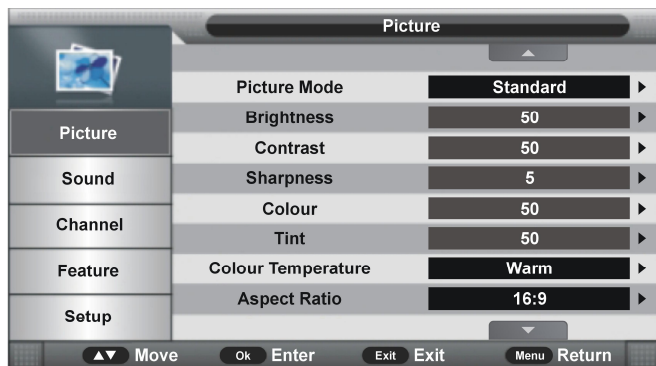 Picture
Picture
Sound
Channel
Feature
Setup
Picture Mode Standard
Brightness 50
Contrast 50
Sharpness 5
Colour 50
Tint 50
Colour Temperature Warm
Aspect Ratio 16:9
Move Ok Enter Exit Exit Menu Return